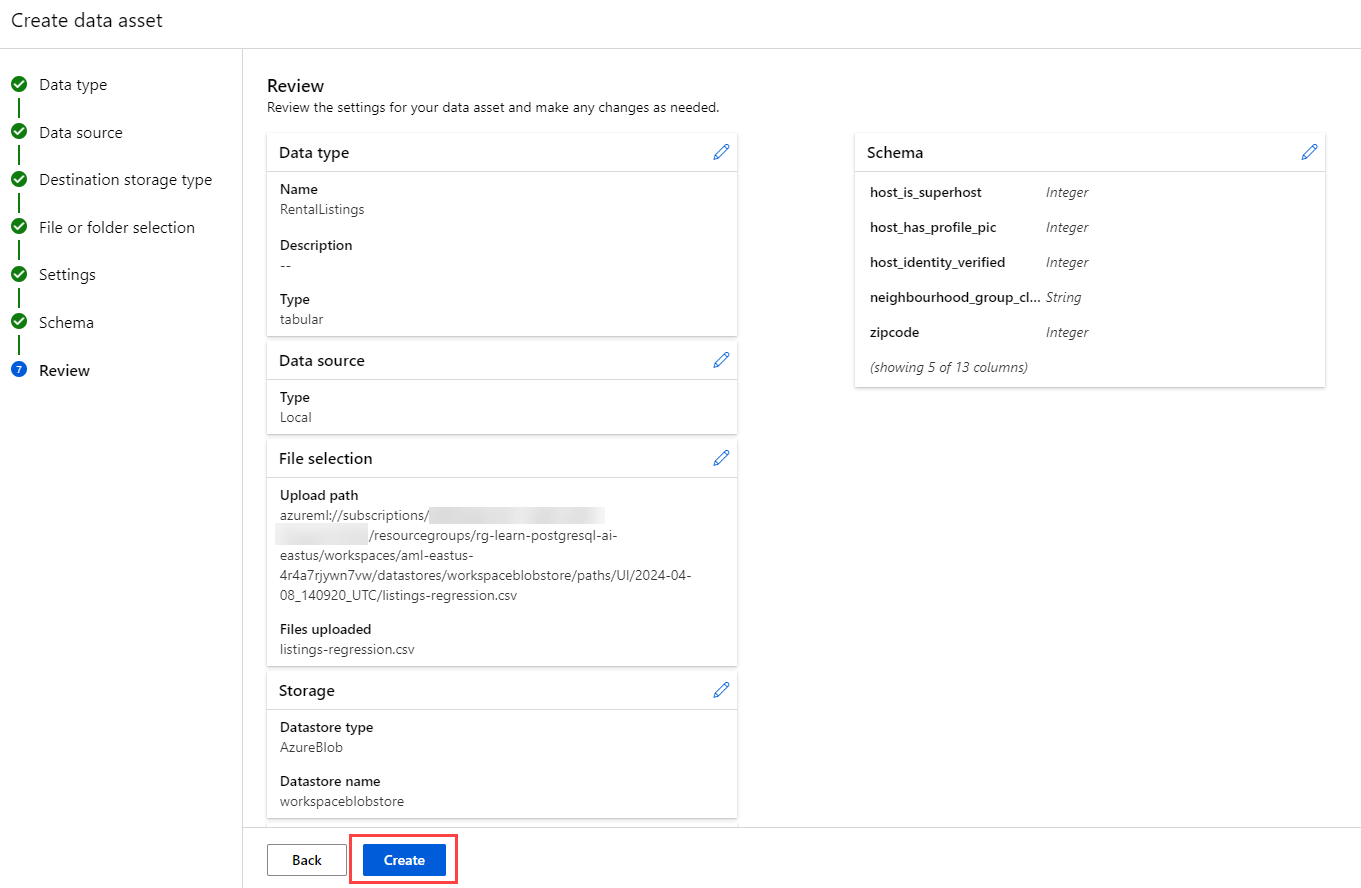 Create data asset
Data type
Data source
Destination storage type
File or folder selection
Settings
Schema
7 Review
Review
Review the settings for your data asset and make any changes as needed.
Data type
Name
RentalListings
Description
--
Type
tabular
Data source
Type
Local
File selection
Upload path
azureml://subscriptions/
/resourcegroups/rg-learn-postgresql-ai-
eastus/workspaces/aml-eastus-
4r4a7rjywn7vw/datastores/workspaceblobstore/paths/UI/2024-04-
08_140920_UTC/listings-regression.csv
Files uploaded
listings-regression.csv
Storage
Datastore type
AzureBlob
Datastore name
workspaceblobstore
Schema
host_is_superhost Integer
host_has_profile_pic Integer
host_identity_verified Integer
neighbourhood_group_cl... String
zipcode Integer
(showing 5 of 13 columns)
Back Create